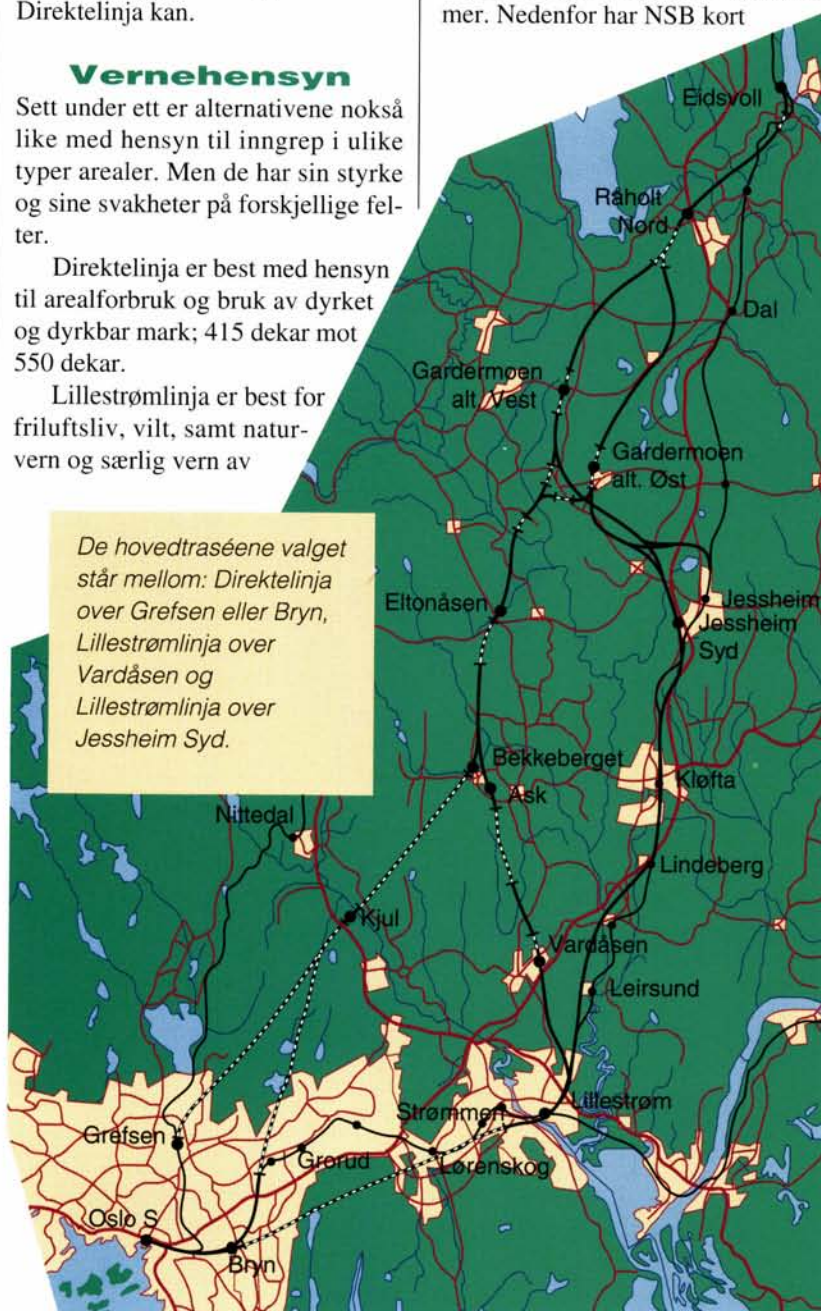 Direktelinja kan.
Vernehensyn
Sett under ett er alternativene nokså
like med hensyn til inngrep i ulike
typer arealer. Men de har sin styrke
og sine svakheter på forskjellige fel-
ter.
Direktelinja er best med hensyn
til arealforbruk og bruk av dyrket
og dyrkbar mark; 415 dekar mot
550 dekar.
Lillestrømlinja er best for
friluftsliv, vilt, samt natur-
vern og særlig vern av
mer. Nedenfor har NSB kort
De hovedtraséene valget
står mellom: Direktelinja
over Grefsen eller Bryn,
Lillestrømlinja over
Vardåsen og
Lillestrømlinja over
Jessheim Syd.
Eidsvoll
Råholt
Nord
Dal
Gardermoen
alt. Vest
Gardermoen
alt. Øst
Eltonåsen
Jessheim
Jessheim
Syd
Bekkeberget
Ask
Kløfta
Nittedal
Lindeberg
Kjul
Vardåsen
Leirsund
Strømmen
Lillestrøm
Grefsen
Grorud
Lørenskog
Oslo S
Bryn